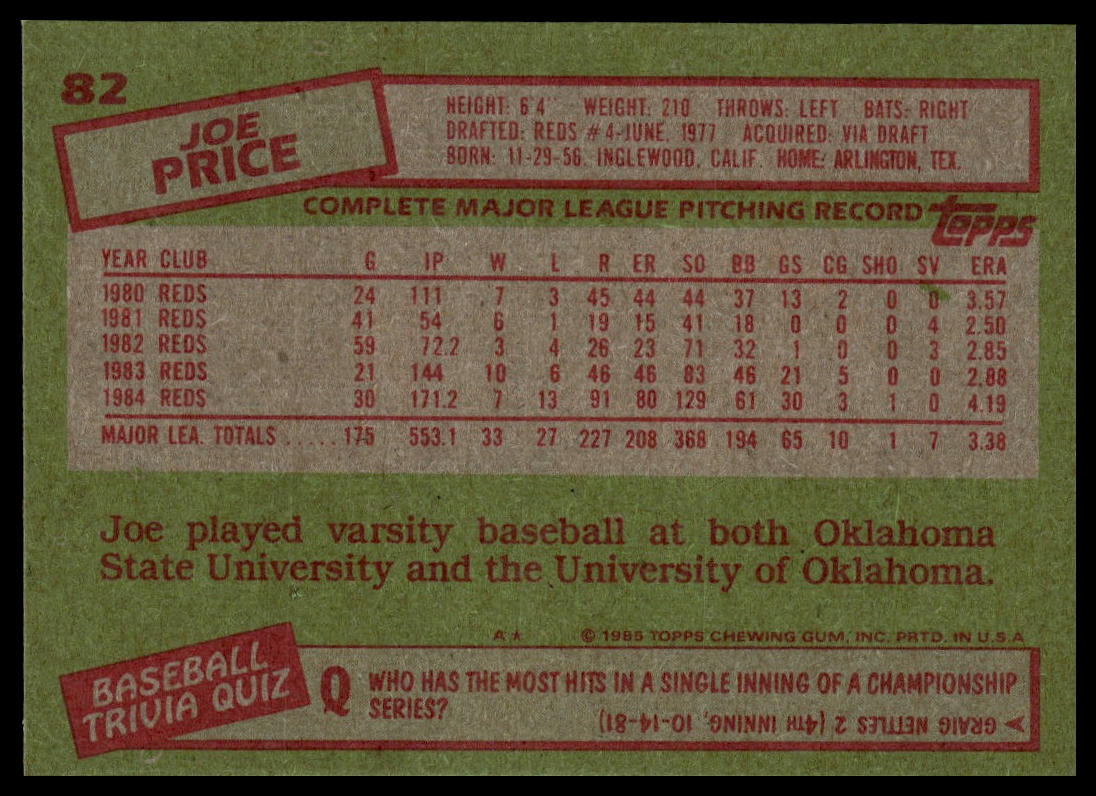 82
JOE
PRICE
HEIGHT: 6'4" WEIGHT: 210 THROWS: LEFT BATS: RIGHT
DRAFTED: REDS #4-JUNE, 1977 ACQUIRED: VIA DRAFT
BORN: 11-29-56, INGLEWOOD, CALIF. HOME: ARLINGTON, TEX.
COMPLETE MAJOR LEAGUE PITCHING RECORD topps
YEAR CLUB G IP W L R ER SO BB GS CG SHO SV ERA
1980 REDS 24 111 7 3 45 44 44 37 13 2 0 0 3.57
1981 REDS 41 54 6 1 19 15 41 18 0 0 0 4 2.50
1982 REDS 59 72.2 3 4 26 23 71 32 1 0 0 3 2.85
1983 REDS 21 144 10 6 46 46 83 46 21 5 0 0 2.88
1984 REDS 30 171.2 7 13 91 80 129 61 30 3 1 0 4.19
MAJOR LEA. TOTALS ..... 175 553.1 33 27 227 208 368 194 65 10 1 7 3.38
Joe played varsity baseball at both Oklahoma
State University and the University of Oklahoma.
A★ © 1985 TOPPS CHEWING GUM, INC. PRTD. IN U.S.A
BASEBALL
TRIVIA QUIZ
Q WHO HAS THE MOST HITS IN A SINGLE INNING OF A CHAMPIONSHIP
SERIES?
GRAIG NETTLES 2 (4TH INNING, 10-14-81)